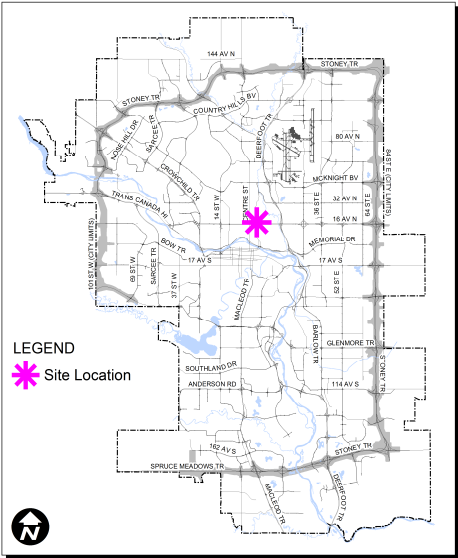 144 AV N
STONEY TR
STONEY TR
COUNTRY HILLS BV
NOSE HILL DR
SARCEE TR
DEERFOOT TR
80 AV N
CROWCHILD TR
MCKNIGHT BV
84 ST E (CITY LIMITS)
TRANS CANADA HI
14 ST W
CENTRE ST
36 ST E
32 AV N
64 ST E
16 AV N
101 ST W (CITY LIMITS)
BOW TR
MEMORIAL DR
17 AV S
17 AV S
69 ST W
SARCEE TR
37 ST W
MACLEOD TR
52 ST E
BARLOW TR
GLENMORE TR
LEGEND
Site Location
SOUTHLAND DR
STONEY TR
ANDERSON RD
114 AV S
162 AV S
STONEY TR
SPRUCE MEADOWS TR
MACLEOD TR
DEERFOOT TR
N